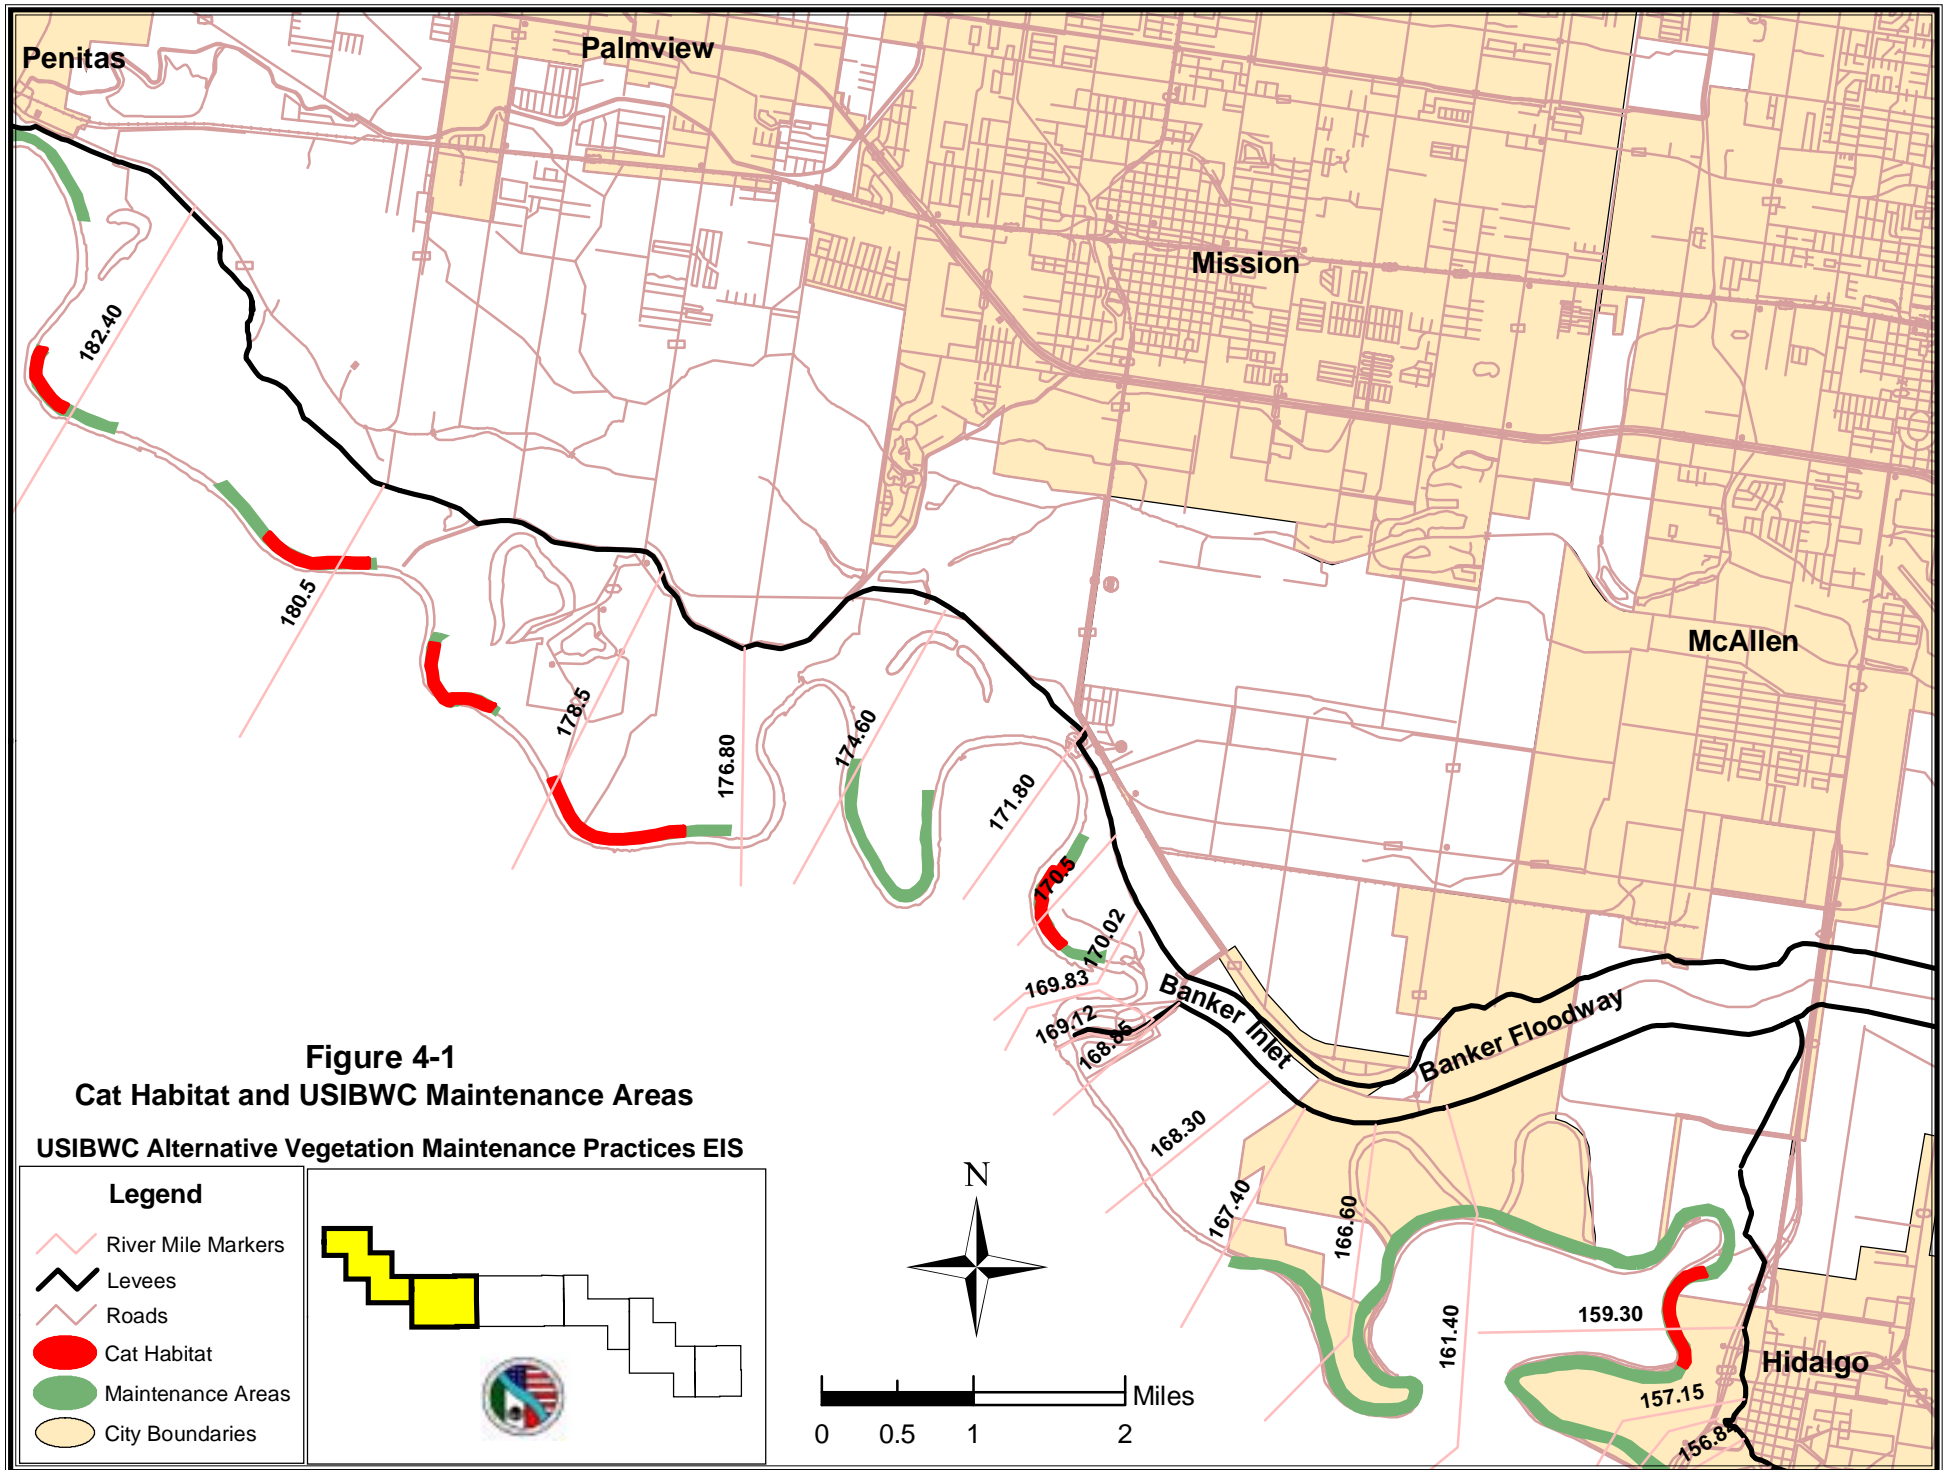 Penitas
Palmview
Mission
McAllen
Hidalgo
182.40
180.5
178.5
176.80
174.60
171.80
170.5
170.02
169.83
169.12
168.85
168.30
167.40
166.60
161.40
159.30
157.15
Banker Inlet
Banker Floodway
Figure 4-1
Cat Habitat and USIBWC Maintenance Areas
USIBWC Alternative Vegetation Maintenance Practices EIS
Legend
River Mile Markers
Levees
Roads
Cat Habitat
Maintenance Areas
City Boundaries
N
Miles
0 0.5 1 2